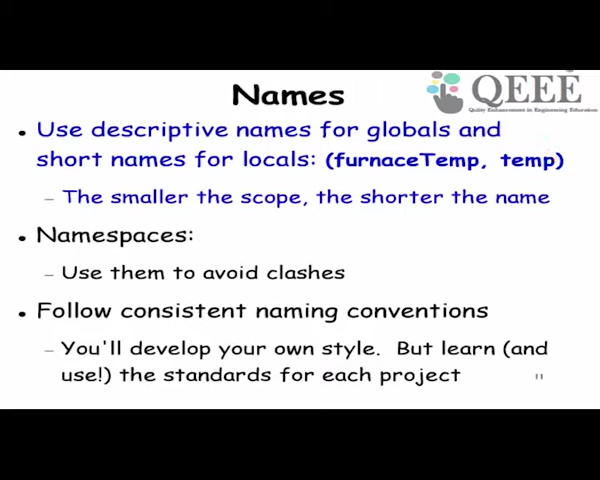 Names
QEEE
Quality Enhancement in Engineering Education
• Use descriptive names for globals and
short names for locals: (furnaceTemp, temp)
– The smaller the scope, the shorter the name
• Namespaces:
– Use them to avoid clashes
• Follow consistent naming conventions
– You'll develop your own style. But learn (and
use!) the standards for each project
11